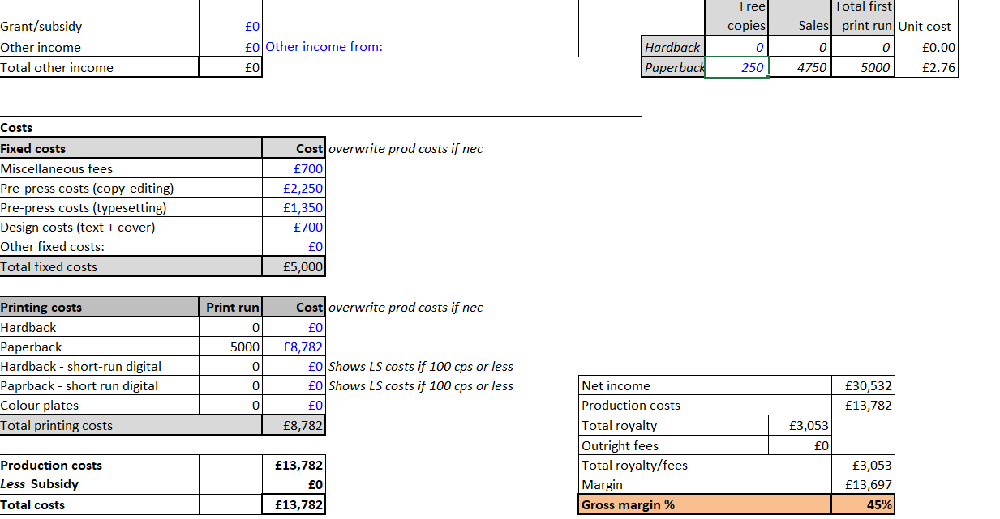 Free Total first
Grant/subsidy £0 copies Sales print run Unit cost
Other income £0 Other income from: Hardback 0 0 0 £0.00
Total other income £0 Paperback 250 4750 5000 £2.76
Costs
Fixed costs Cost overwrite prod costs if nec
Miscellaneous fees £700
Pre-press costs (copy-editing) £2,250
Pre-press costs (typesetting) £1,350
Design costs (text + cover) £700
Other fixed costs: £0
Total fixed costs £5,000
Printing costs Print run Cost overwrite prod costs if nec
Hardback 0 £0
Paperback 5000 £8,782
Hardback - short-run digital 0 £0 Shows LS costs if 100 cps or less
Paprback - short run digital 0 £0 Shows LS costs if 100 cps or less Net income £30,532
Colour plates 0 £0 Production costs £13,782
Total printing costs £8,782 Total royalty £3,053
Outright fees £0
Production costs £13,782 Total royalty/fees £3,053
Less Subsidy £0 Margin £13,697
Total costs £13,782 Gross margin % 45%